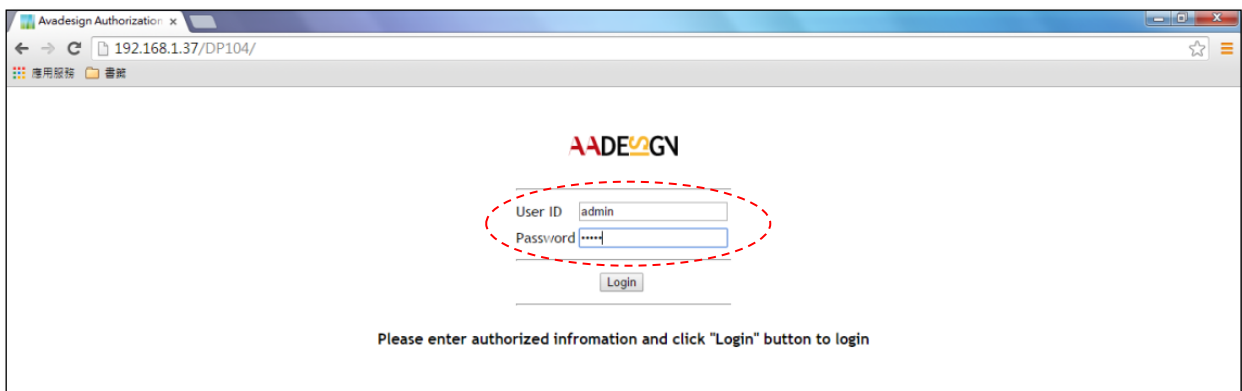 Avadesign Authorization
192.168.1.37/DP104/
應用服務 書籤
AADESIGN
User ID admin
Password •••••
Login
Please enter authorized infromation and click "Login" button to login